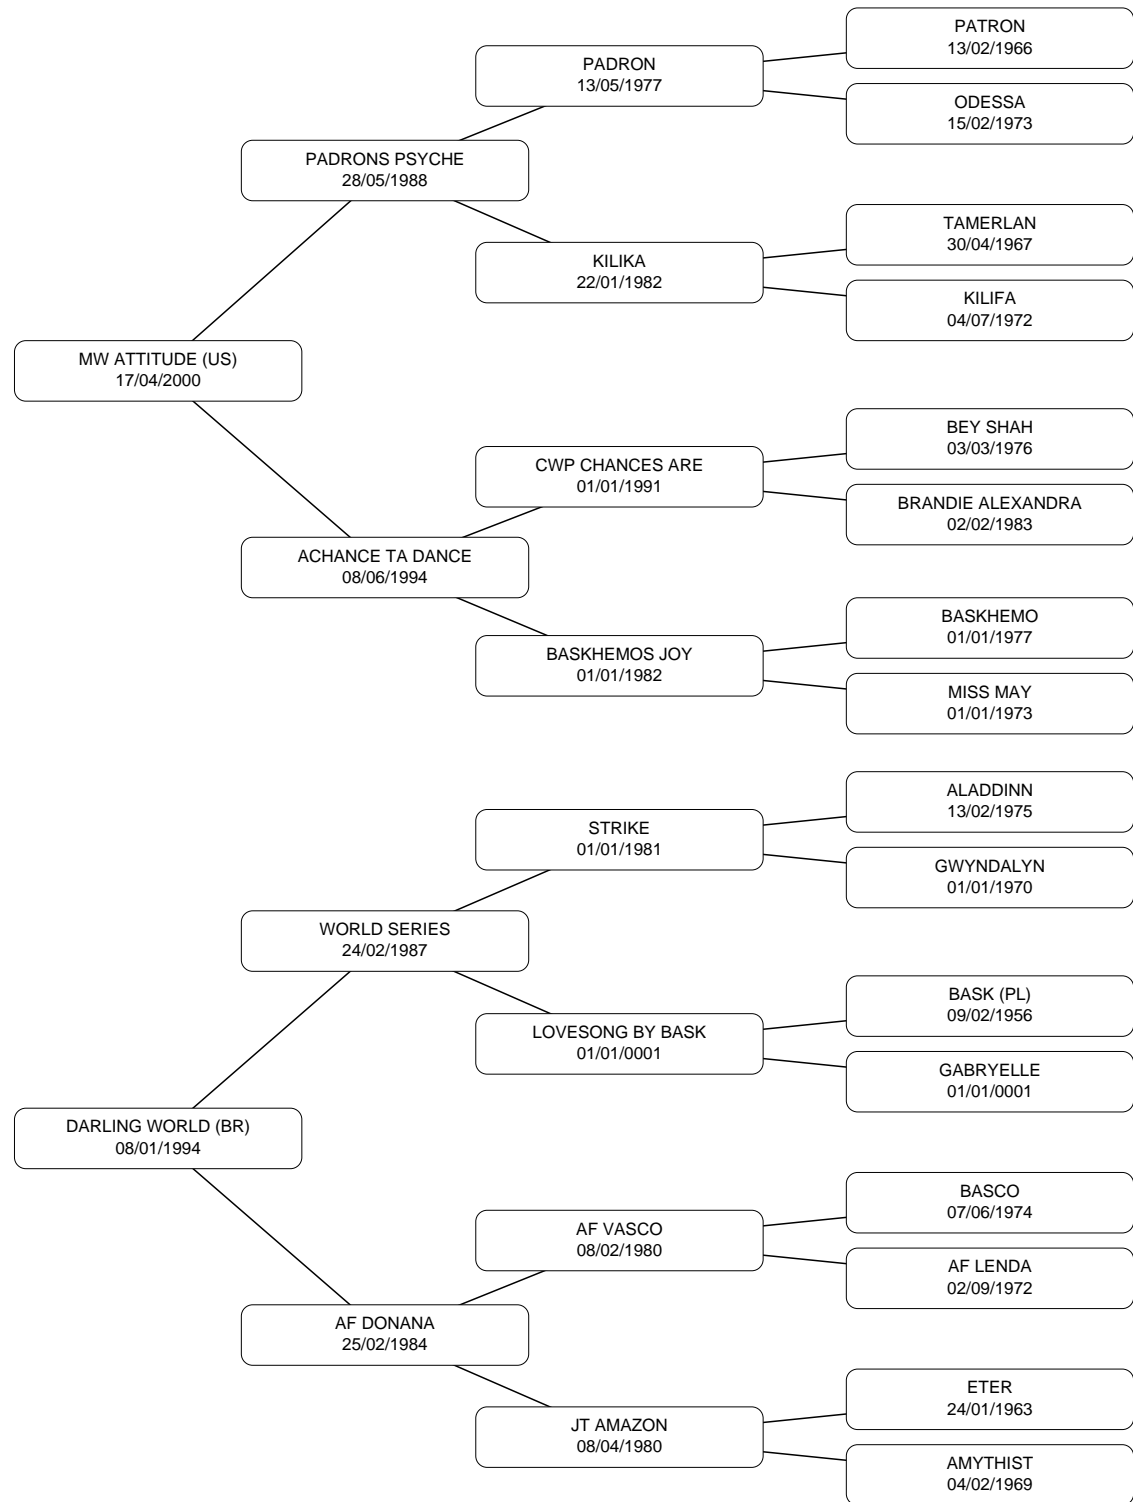 PATRON
13/02/1966
PADRON
13/05/1977
ODESSA
15/02/1973
PADRONS PSYCHE
28/05/1988
TAMERLAN
30/04/1967
KILIKA
22/01/1982
KILIFA
04/07/1972
MW ATTITUDE (US)
17/04/2000
BEY SHAH
03/03/1976
CWP CHANCES ARE
01/01/1991
BRANDIE ALEXANDRA
02/02/1983
ACHANCE TA DANCE
08/06/1994
BASKHEMO
01/01/1977
BASKHEMOS JOY
01/01/1982
MISS MAY
01/01/1973
ALADDINN
13/02/1975
STRIKE
01/01/1981
GWYNDALYN
01/01/1970
WORLD SERIES
24/02/1987
BASK (PL)
09/02/1956
LOVESONG BY BASK
01/01/0001
GABRYELLE
01/01/0001
DARLING WORLD (BR)
08/01/1994
BASCO
07/06/1974
AF VASCO
08/02/1980
AF LENDA
02/09/1972
AF DONANA
25/02/1984
ETER
24/01/1963
JT AMAZON
08/04/1980
AMYTHIST
04/02/1969